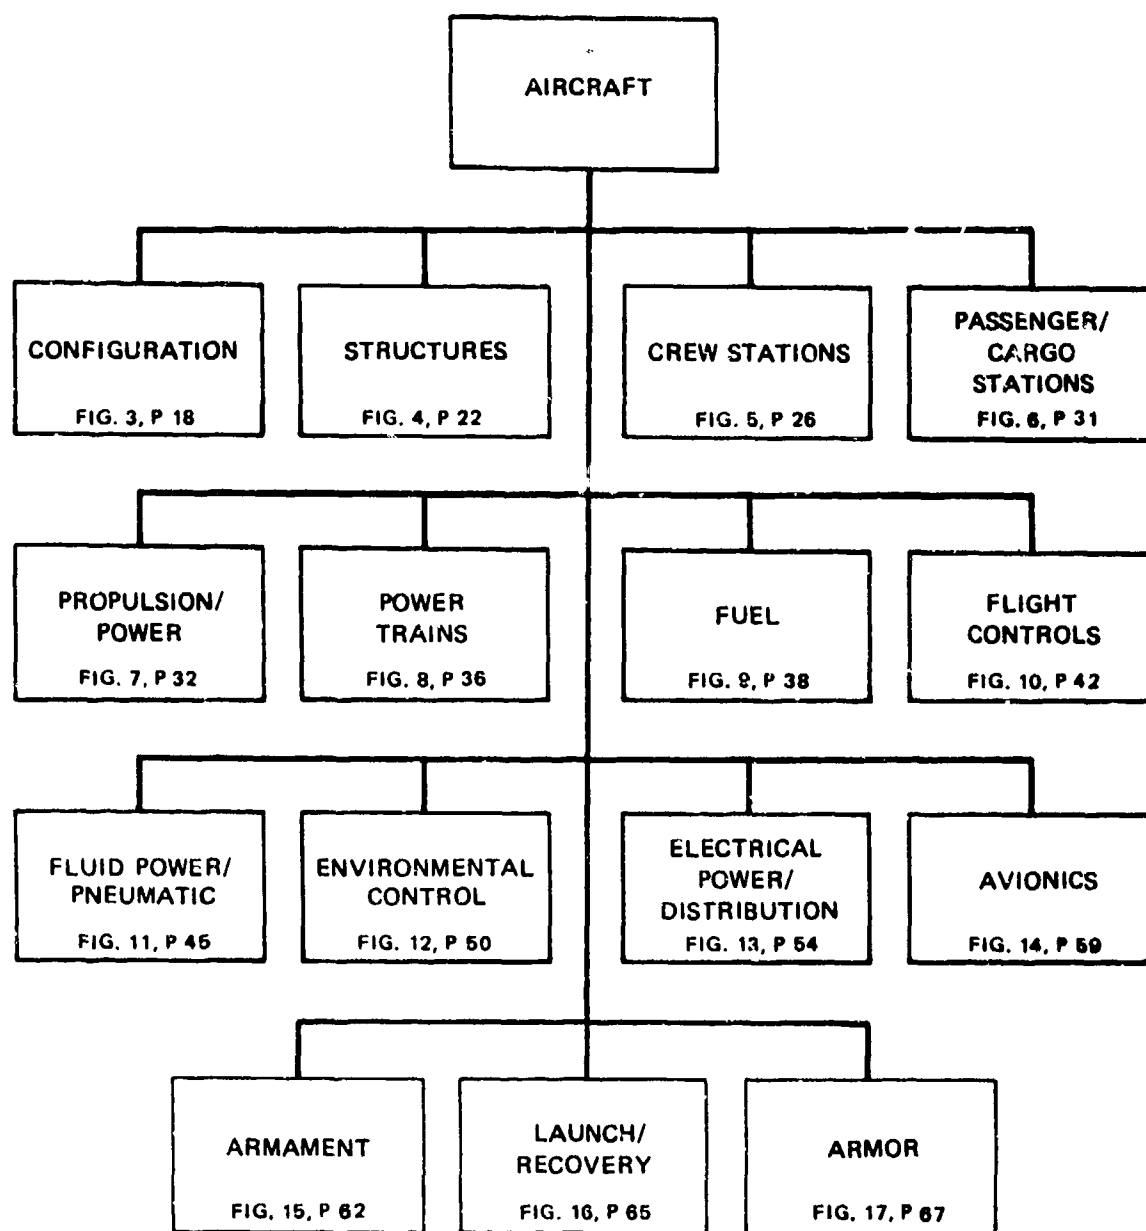 AIRCRAFT
CONFIGURATION
FIG. 3, P 18
STRUCTURES
FIG. 4, P 22
CREW STATIONS
FIG. 5, P 26
PASSENGER/
CARGO
STATIONS
FIG. 6, P 31
PROPULSION/
POWER
FIG. 7, P 32
POWER
TRAINS
FIG. 8, P 36
FUEL
FIG. 9, P 38
FLIGHT
CONTROLS
FIG. 10, P 42
FLUID POWER/
PNEUMATIC
FIG. 11, P 45
ENVIRONMENTAL
CONTROL
FIG. 12, P 50
ELECTRICAL
POWER/
DISTRIBUTION
FIG. 13, P 54
AVIONICS
FIG. 14, P 59
ARMAMENT
FIG. 15, P 62
LAUNCH/
RECOVERY
FIG. 16, P 65
ARMOR
FIG. 17, P 67